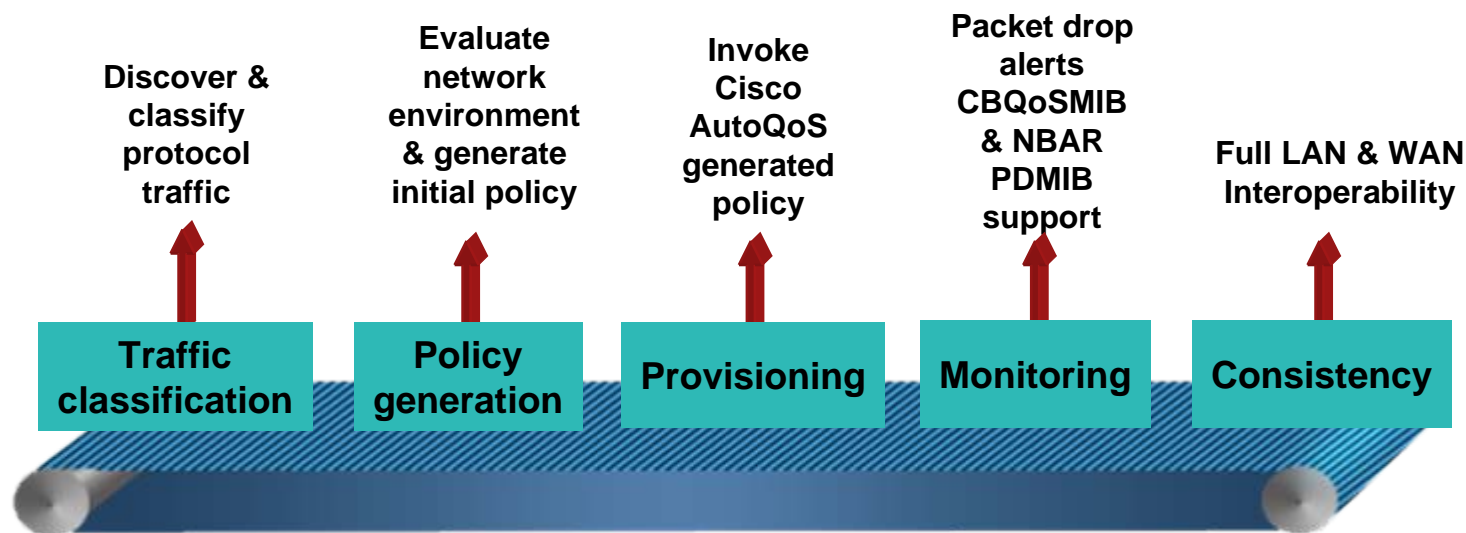 Discover &
classify
protocol
traffic
Evaluate
network
environment
& generate
initial policy
Invoke
Cisco
AutoQoS
generated
policy
Packet drop
alerts
CBQoSMIB
& NBAR
PDMIB
support
Full LAN & WAN
Interoperability
Traffic
classification
Policy
generation
Provisioning
Monitoring
Consistency